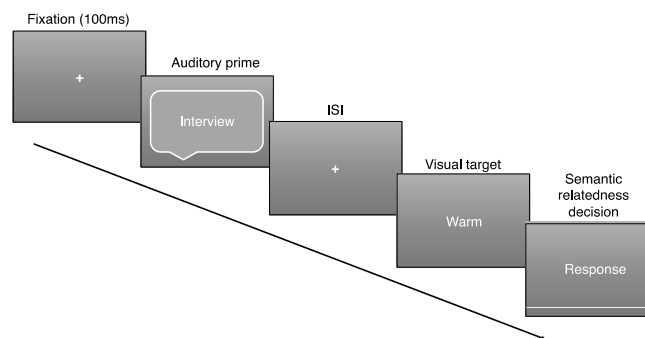 Fixation (100ms)
+
Auditory prime
Interview
ISI
+
Visual target
Warm
Semantic
relatedness
decision
Response